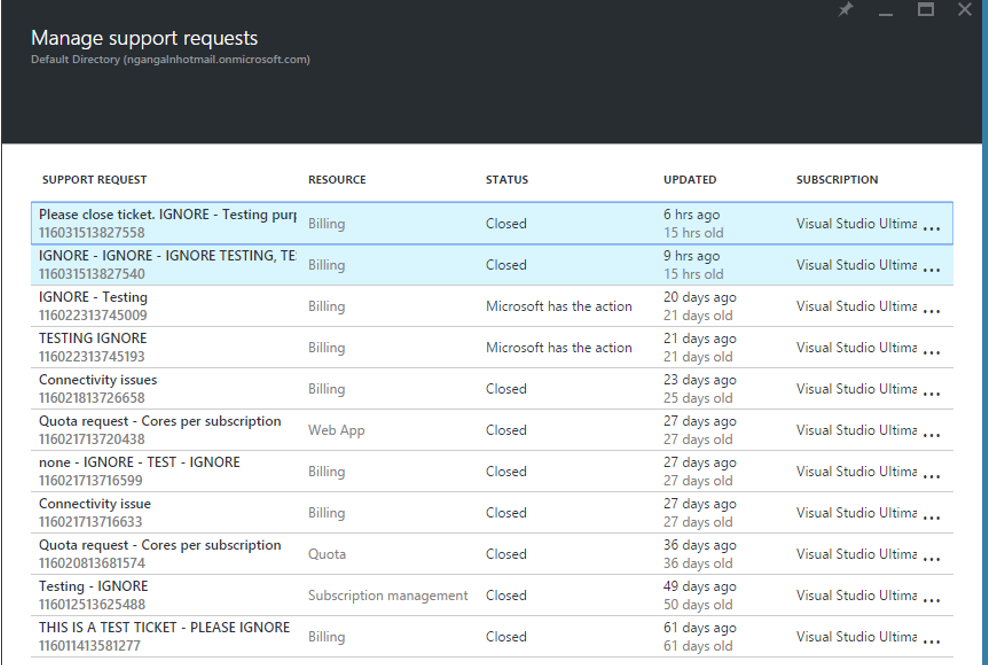 Manage support requests
Default Directory (ngangalnhotmail.onmicrosoft.com)
SUPPORT REQUEST RESOURCE STATUS UPDATED SUBSCRIPTION
Please close ticket. IGNORE - Testing purp 6 hrs ago
116031513827558 Billing Closed 15 hrs old Visual Studio Ultima ...
IGNORE - IGNORE - IGNORE TESTING, TE 9 hrs ago
116031513827540 Billing Closed 15 hrs old Visual Studio Ultima ...
IGNORE - Testing 20 days ago
116022313745009 Billing Microsoft has the action 21 days old Visual Studio Ultima ...
TESTING IGNORE 21 days ago
116022313745193 Billing Microsoft has the action 21 days old Visual Studio Ultima ...
Connectivity issues 23 days ago
116021813726658 Billing Closed 25 days old Visual Studio Ultima ...
Quota request - Cores per subscription 27 days ago
116021713720438 Web App Closed 27 days old Visual Studio Ultima ...
none - IGNORE - TEST - IGNORE 27 days ago
116021713716599 Billing Closed 27 days old Visual Studio Ultima ...
Connectivity issue 27 days ago
116021713716633 Billing Closed 27 days old Visual Studio Ultima ...
Quota request - Cores per subscription 36 days ago
116020813681574 Quota Closed 36 days old Visual Studio Ultima ...
Testing - IGNORE 49 days ago
116012513625488 Subscription management Closed 50 days old Visual Studio Ultima ...
THIS IS A TEST TICKET - PLEASE IGNORE 61 days ago
116011413581277 Billing Closed 61 days old Visual Studio Ultima ...